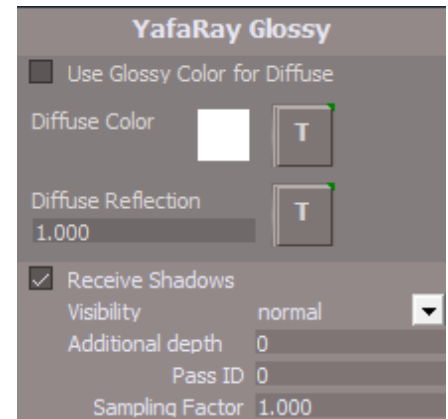 YafaRay Glossy
Use Glossy Color for Diffuse
Diffuse Color T
Diffuse Reflection T
1.000
Receive Shadows
Visibility normal
Additional depth 0
Pass ID 0
Sampling Factor 1.000